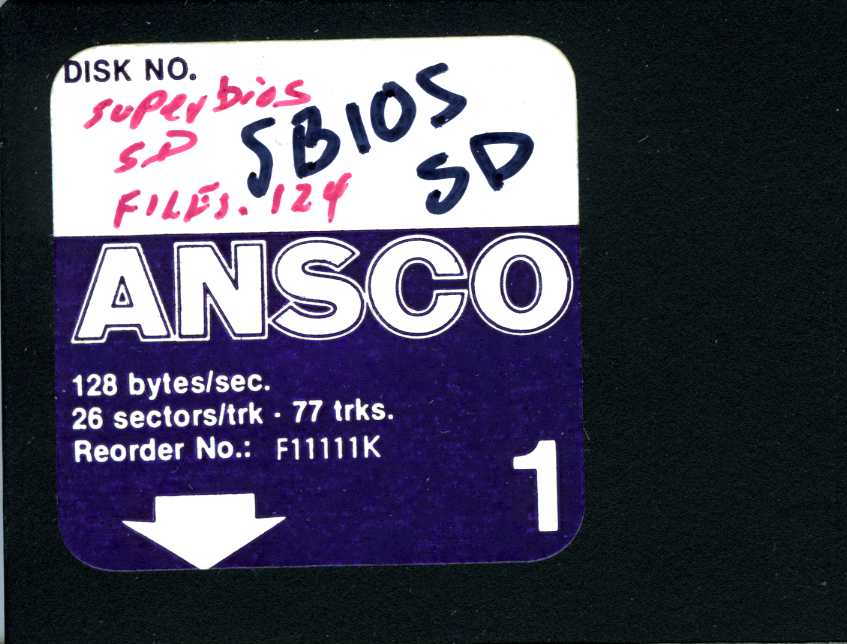 DISK NO.
superbios
SD
FILES. 124
SBIOS
SD
ANSCO
128 bytes/sec.
26 sectors/trk - 77 trks.
Reorder No.: F11111K
1